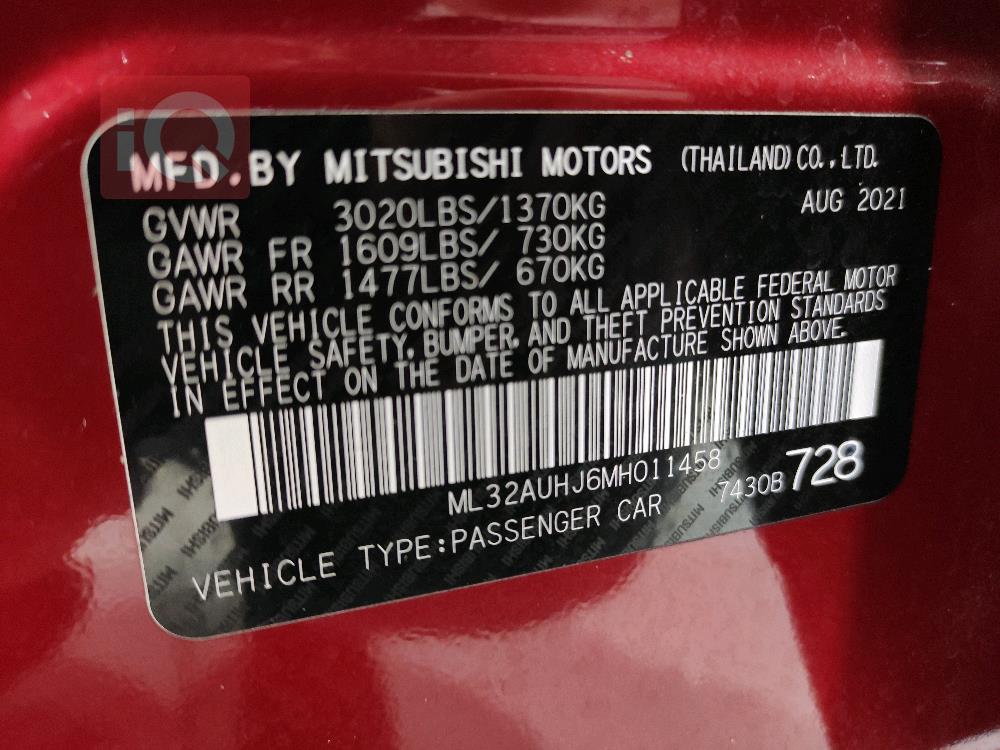 iQ
MFD.BY MITSUBISHI MOTORS (THAILAND) CO.,LTD.
AUG 2021
GVWR 3020LBS/1370KG
GAWR FR 1609LBS/ 730KG
GAWR RR 1477LBS/ 670KG
THIS VEHICLE CONFORMS TO ALL APPLICABLE FEDERAL MOTOR
VEHICLE SAFETY, BUMPER, AND THEFT PREVENTION STANDARDS
IN EFFECT ON THE DATE OF MANUFACTURE SHOWN ABOVE.
ML32AUHJ6MH011458
7430B 728
VEHICLE TYPE:PASSENGER CAR